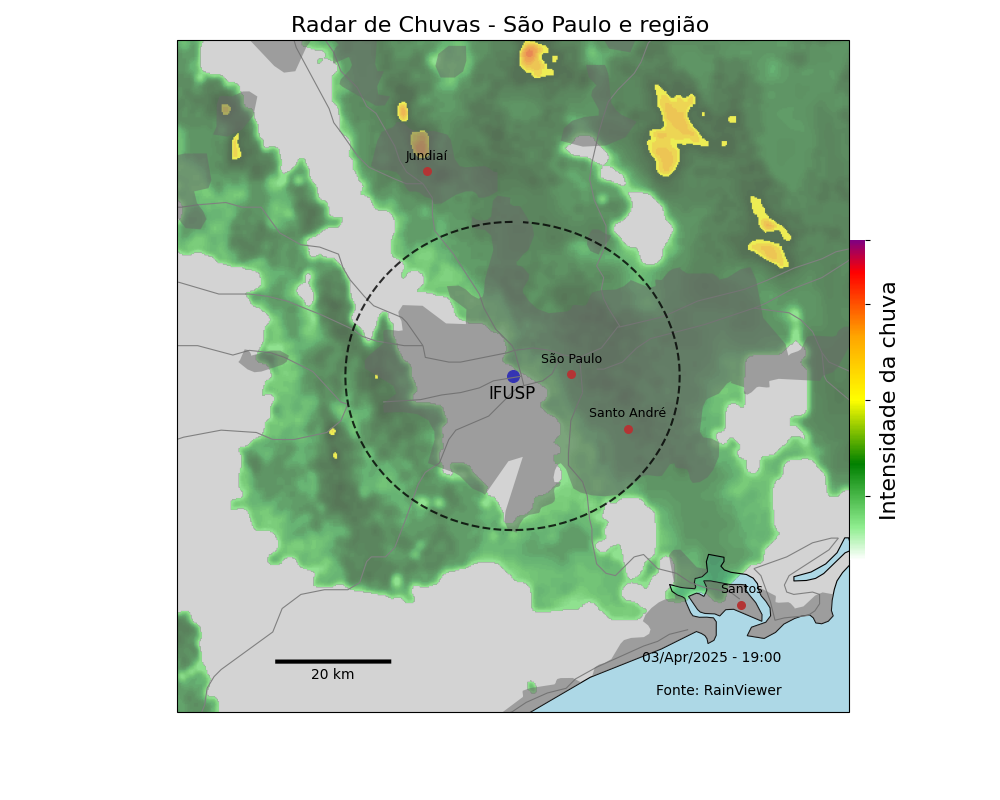 Radar de Chuvas - São Paulo e região
Jundiaí
São Paulo
IFUSP
Santo André
Intensidade da chuva
Santos
03/Apr/2025 - 19:00
20 km
Fonte: RainViewer